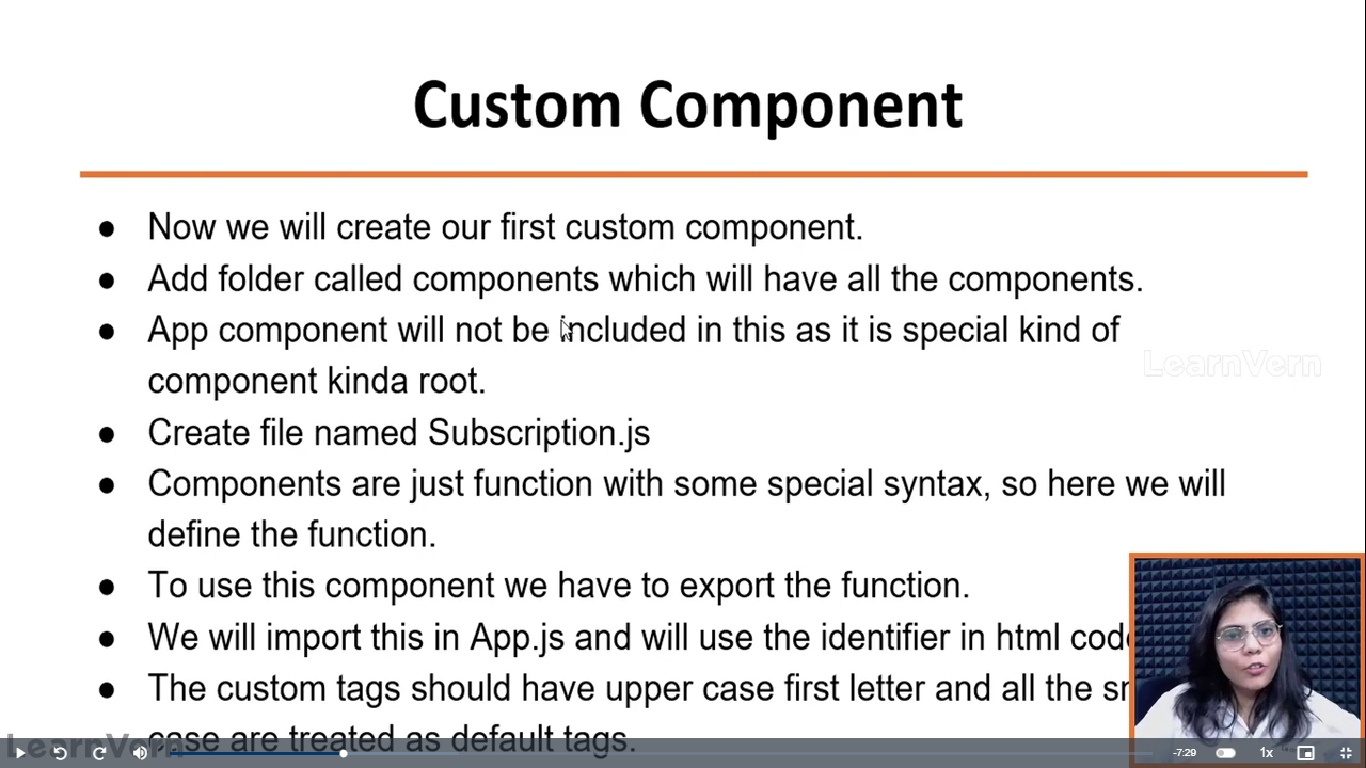 Custom Component
● Now we will create our first custom component.
● Add folder called components which will have all the components.
● App component will not be included in this as it is special kind of
component kinda root.
LearnVern
● Create file named Subscription.js
● Components are just function with some special syntax, so here we will
define the function.
● To use this component we have to export the function.
● We will import this in App.js and will use the identifier in html
● The custom tags should have upper case first letter and all the
case are treated as default tags.
LearnVern
-7:29
1x